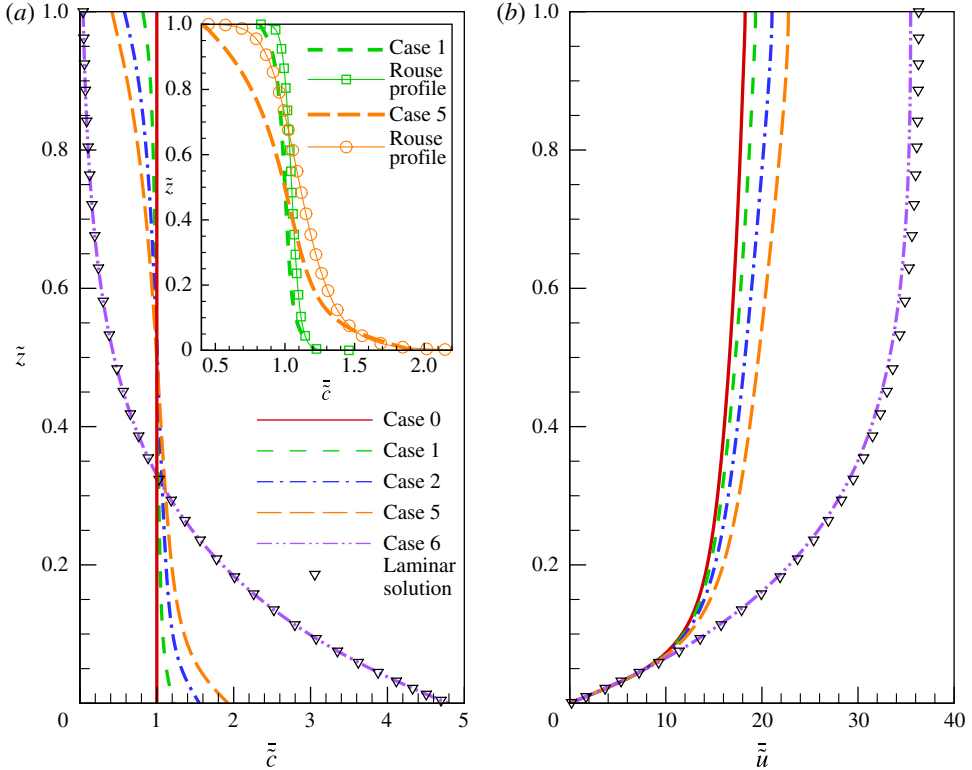 (a)
(b)
1.0
0.8
0.6
0.4
0.2
0
1
2
3
4
5
z̃
c̃̄
1.0
0.8
0.6
0.4
0.2
0
0.5
1.0
1.5
2.0
z̃
c̃̄
Case 1
Rouse
profile
Case 5
Rouse
profile
Case 0
Case 1
Case 2
Case 5
Case 6
Laminar
solution
1.0
0.8
0.6
0.4
0.2
0
10
20
30
40
ũ̄